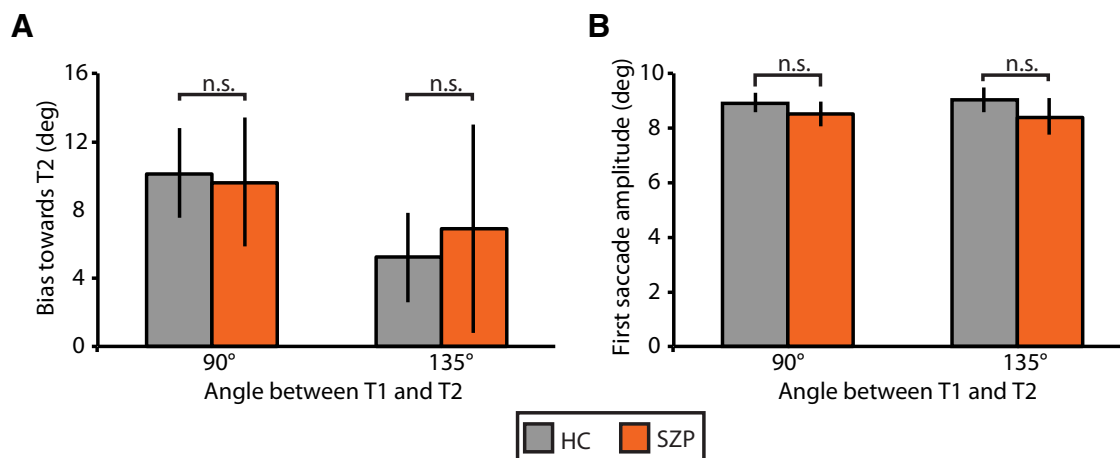 A
Bias towards T2 (deg)
16
12
8
4
0
n.s.
n.s.
90°
135°
Angle between T1 and T2
B
First saccade amplitude (deg)
10
8
6
4
2
0
n.s.
n.s.
90°
135°
Angle between T1 and T2
HC
SZP